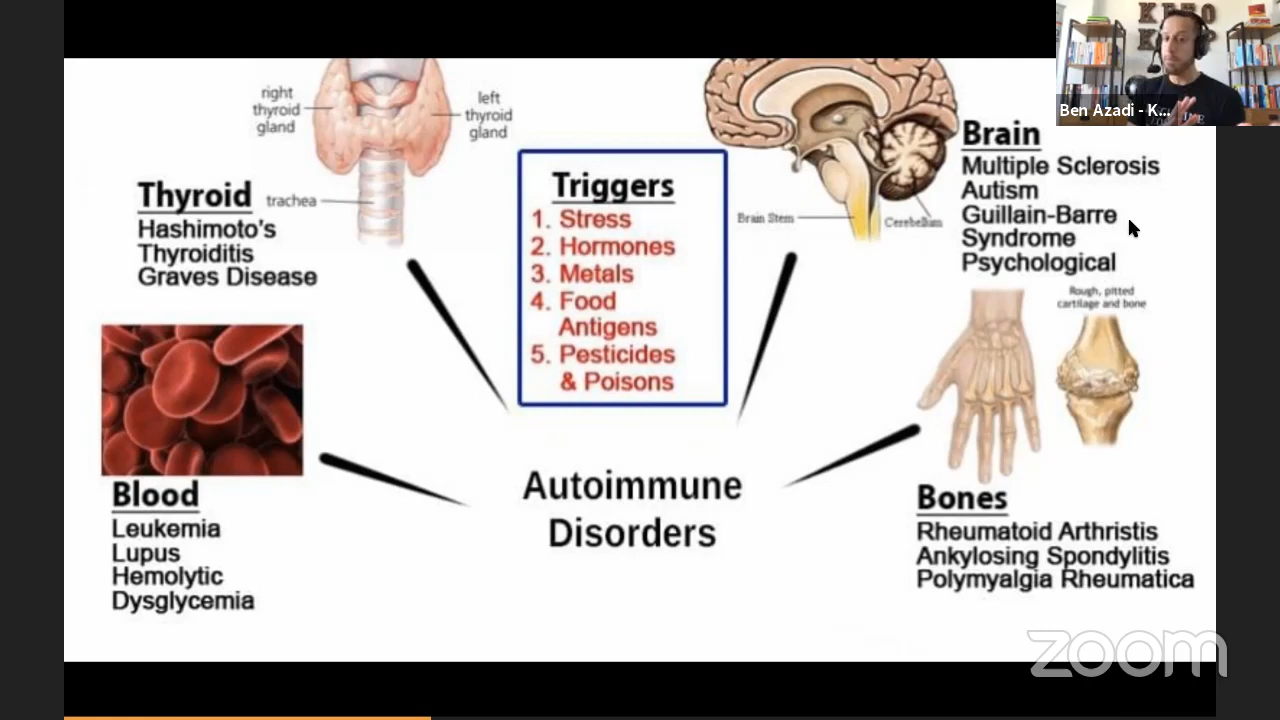 KETO
Ben Azadi - K...
right
thyroid
gland
left
thyroid
gland
trachea
Thyroid
Hashimoto's
Thyroiditis
Graves Disease
Triggers
1. Stress
2. Hormones
3. Metals
4. Food
Antigens
5. Pesticides
& Poisons
Brain Stem
Cerebellum
Brain
Multiple Sclerosis
Autism
Guillain-Barre
Syndrome
Psychological
Rough, pitted
cartilage and bone
Blood
Leukemia
Lupus
Hemolytic
Dysglycemia
Autoimmune
Disorders
Bones
Rheumatoid Arthristis
Ankylosing Spondylitis
Polymyalgia Rheumatica
zoom